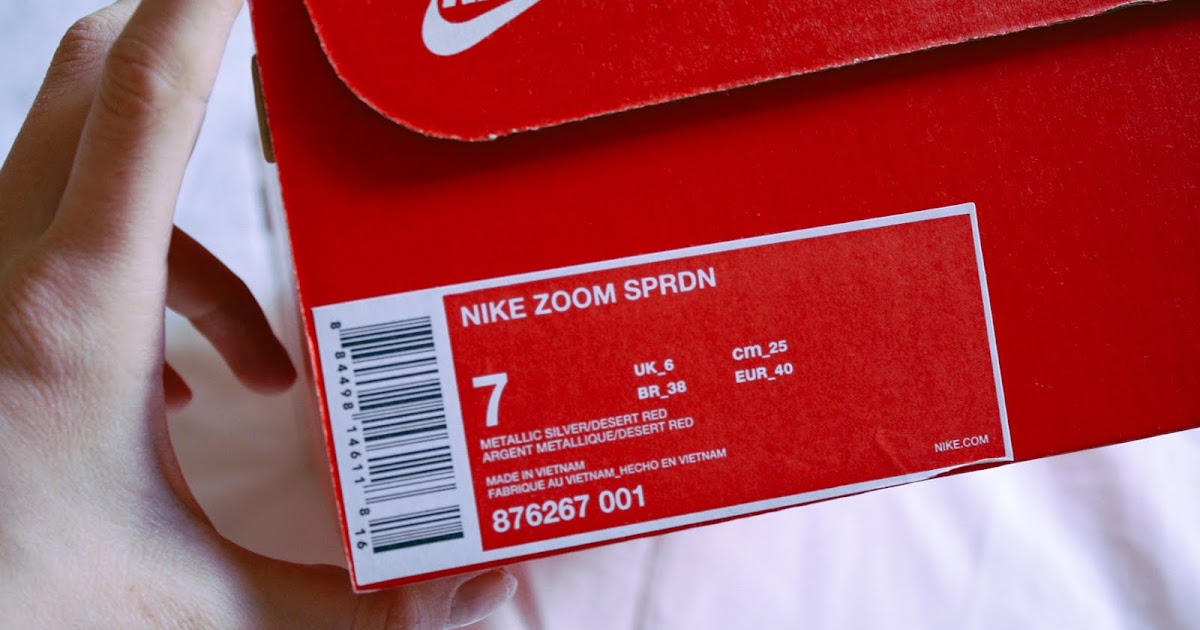 NIKE ZOOM SPRDN
7
UK_6 cm_25
BR_38 EUR_40
METALLIC SILVER/DESERT RED
ARGENT METALLIQUE/DESERT RED
MADE IN VIETNAM
FABRIQUE AU VIETNAM_HECHO EN VIETNAM
876267 001
NIKE.COM
8 84498 14611 8 16